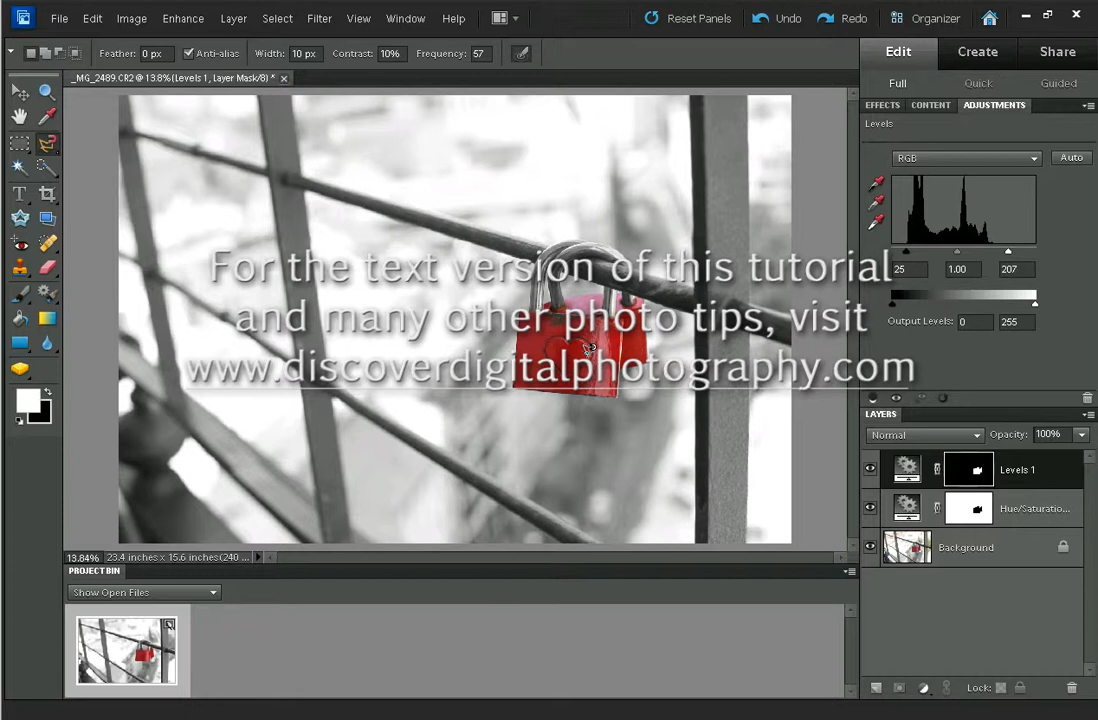 File Edit Image Enhance Layer Select Filter View Window Help Reset Panels Undo Redo Organizer
Feather: 0 px Anti-alias Width: 10 px Contrast: 10% Frequency: 57
Edit Create Share
_MG_2489.CR2 @ 13.8%(Levels 1, Layer Mask/8) *
Full Quick Guided
EFFECTS CONTENT ADJUSTMENTS
Levels
RGB Auto
25 1.00 207
Output Levels: 0 255
For the text version of this tutorial
and many other photo tips, visit
www.discoverdigitalphotography.com
LAYERS
Normal Opacity: 100%
Levels 1
Hue/Saturatio...
Background
13.84% 23.4 inches x 15.6 inches (240 ...
PROJECT BIN
Show Open Files
Lock: